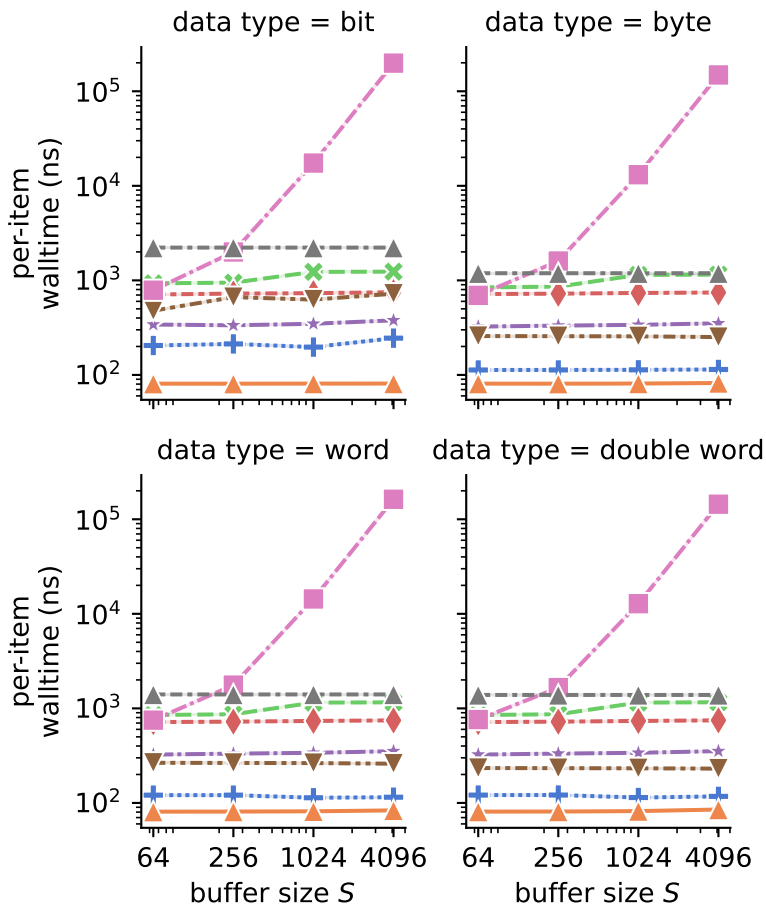 data type = bit
data type = byte
per-item
walltime (ns)
10^5
10^4
10^3
10^2
data type = word
data type = double word
per-item
walltime (ns)
10^5
10^4
10^3
10^2
64 256 1024 4096
64 256 1024 4096
buffer size S
buffer size S